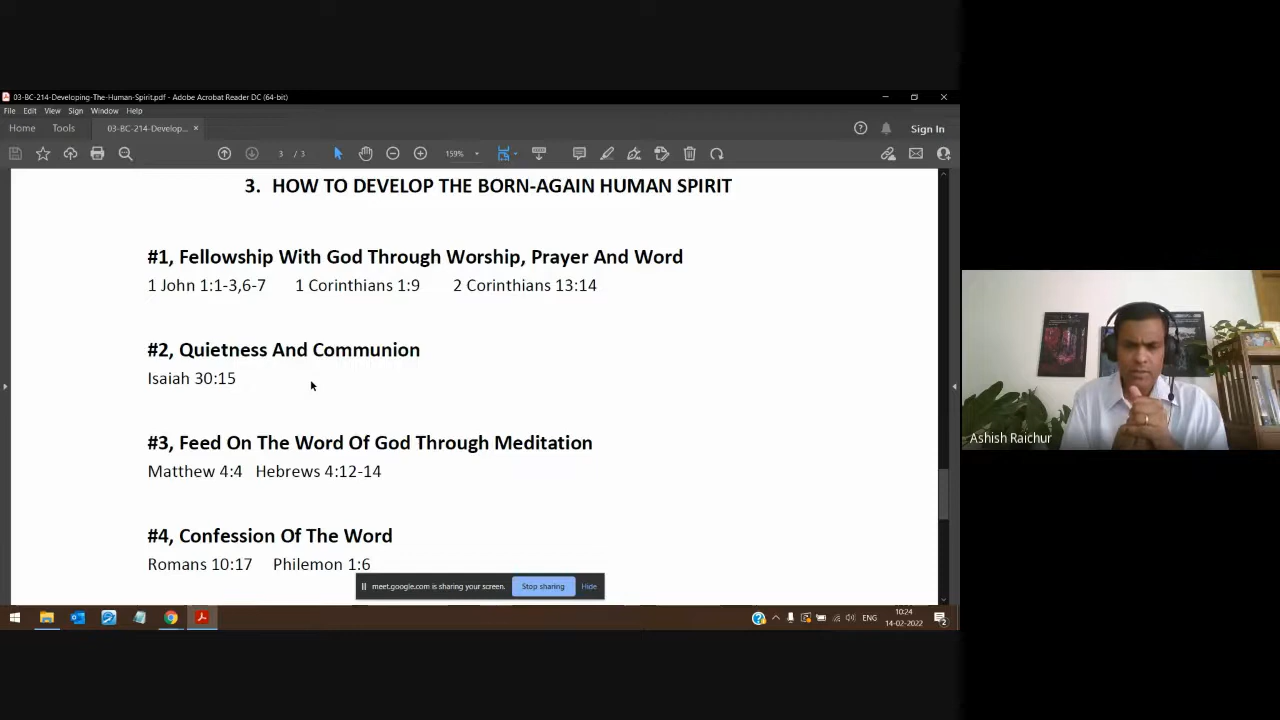 03-BC-214-Developing-The-Human-Spirit.pdf - Adobe Acrobat Reader DC (64-bit)
File Edit View Sign Window Help
Home Tools 03-BC-214-Develop... × Sign In
3 / 3 159%
3. HOW TO DEVELOP THE BORN-AGAIN HUMAN SPIRIT
#1, Fellowship With God Through Worship, Prayer And Word
1 John 1:1-3,6-7 1 Corinthians 1:9 2 Corinthians 13:14
#2, Quietness And Communion
Isaiah 30:15
#3, Feed On The Word Of God Through Meditation
Matthew 4:4 Hebrews 4:12-14
#4, Confession Of The Word
Romans 10:17 Philemon 1:6
meet.google.com is sharing your screen. Stop sharing Hide
Ashish Raichur
ENG
10:24
14-02-2022
2